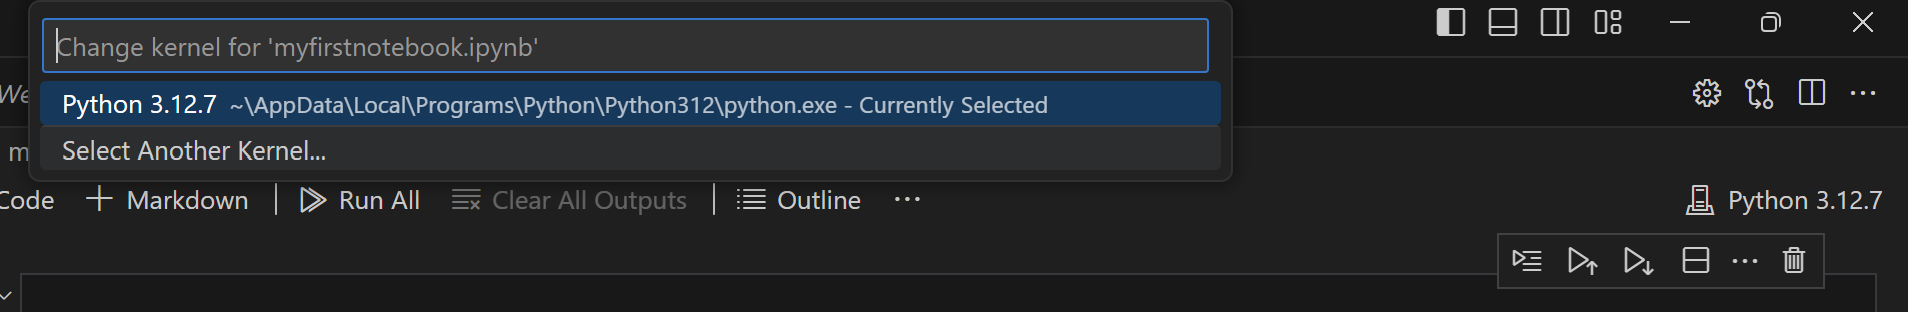 Change kernel for 'myfirstnotebook.ipynb'
We
Python 3.12.7 ~\AppData\Local\Programs\Python\Python312\python.exe - Currently Selected
m
Select Another Kernel...
Code + Markdown Run All Clear All Outputs Outline ...
Python 3.12.7